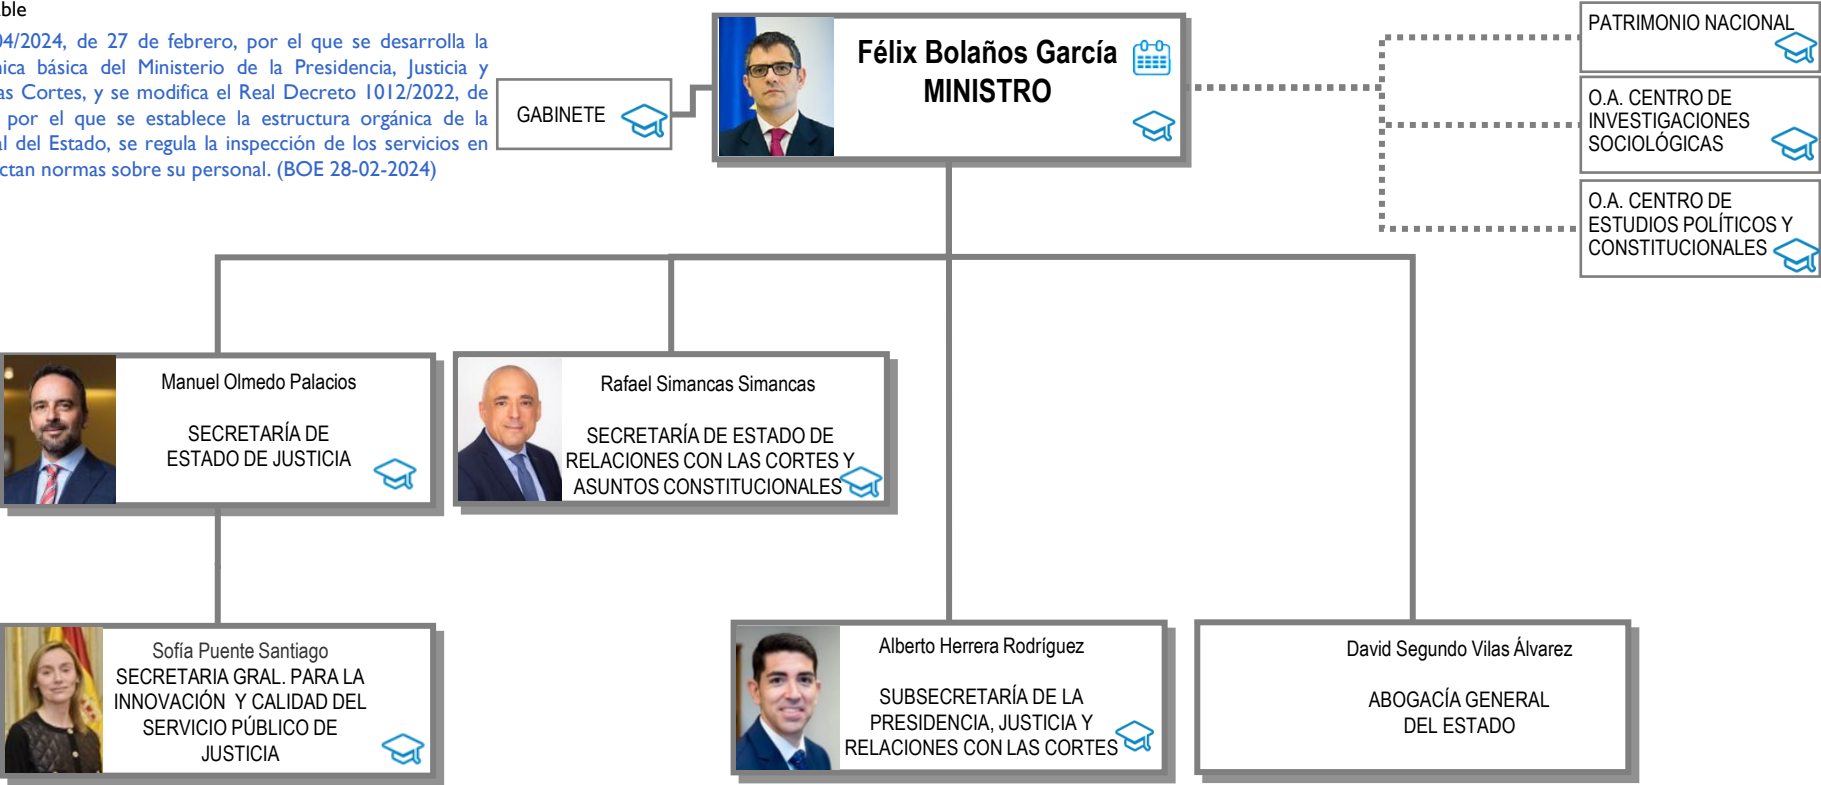 04/2024, de 27 de febrero, por el que se desarrolla la
básica del Ministerio de la Presidencia, Justicia y
Cortes, y se modifica el Real Decreto 1012/2022, de
por el que se establece la estructura orgánica de la
del Estado, se regula la inspección de los servicios en
normas sobre su personal. (BOE 28-02-2024)
GABINETE
Félix Bolaños García
MINISTRO
PATRIMONIO NACIONAL
O.A. CENTRO DE
INVESTIGACIONES
SOCIOLÓGICAS
O.A. CENTRO DE
ESTUDIOS POLÍTICOS Y
CONSTITUCIONALES
Manuel Olmedo Palacios
SECRETARÍA DE
ESTADO DE JUSTICIA
Rafael Simancas Simancas
SECRETARÍA DE ESTADO DE
RELACIONES CON LAS CORTES Y
ASUNTOS CONSTITUCIONALES
Sofía Puente Santiago
SECRETARIA GRAL. PARA LA
INNOVACIÓN Y CALIDAD DEL
SERVICIO PÚBLICO DE
JUSTICIA
Alberto Herrera Rodríguez
SUBSECRETARÍA DE LA
PRESIDENCIA, JUSTICIA Y
RELACIONES CON LAS CORTES
David Segundo Vilas Álvarez
ABOGACÍA GENERAL
DEL ESTADO